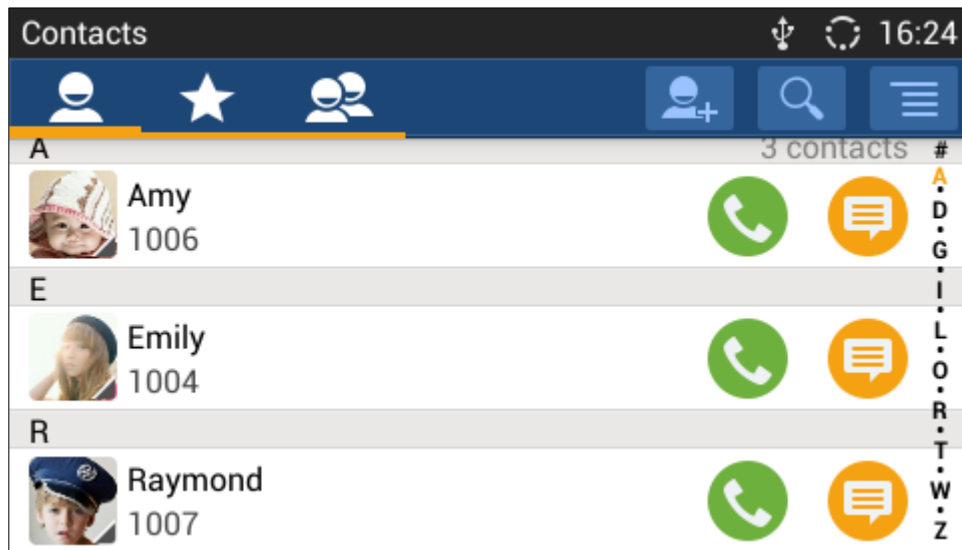 Contacts 16:24
A 3 contacts
Amy
1006
E
Emily
1004
R
Raymond
1007
#
A
D
G
I
L
O
R
T
W
Z